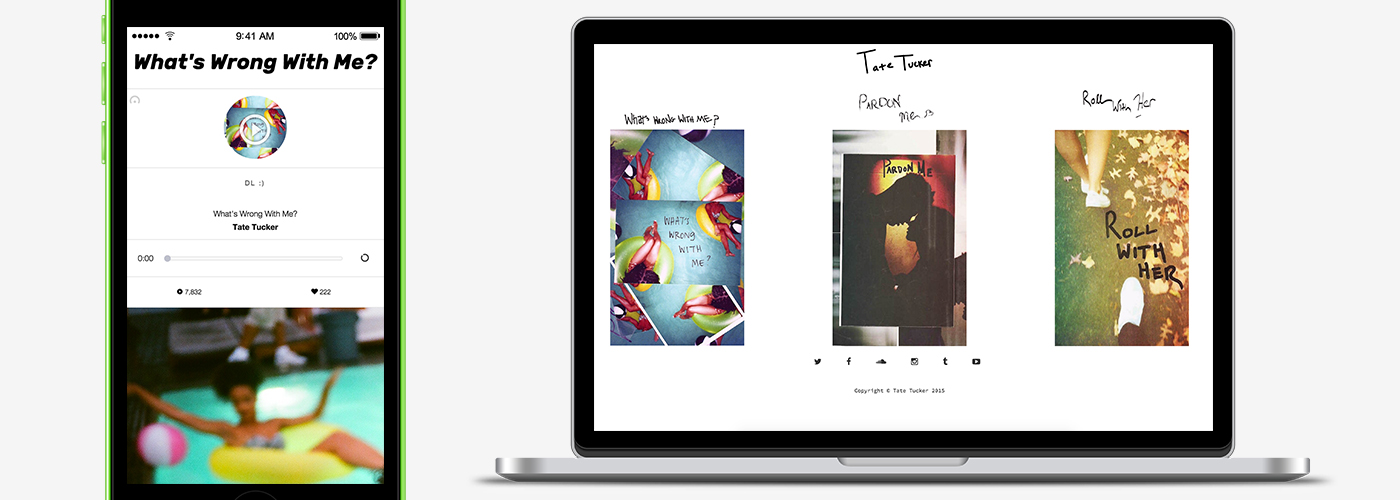 9:41 AM 100%
What's Wrong With Me?
DL :)
What's Wrong With Me?
Tate Tucker
0:00
7,832 222
Tate Tucker
WHAT'S WRONG WITH ME?
PARDON
Me
Roll With Her
WHAT'S
WRONG
WITH
ME?
PARDON ME
ROLL
WITH
HER
Copyright © Tate Tucker 2015